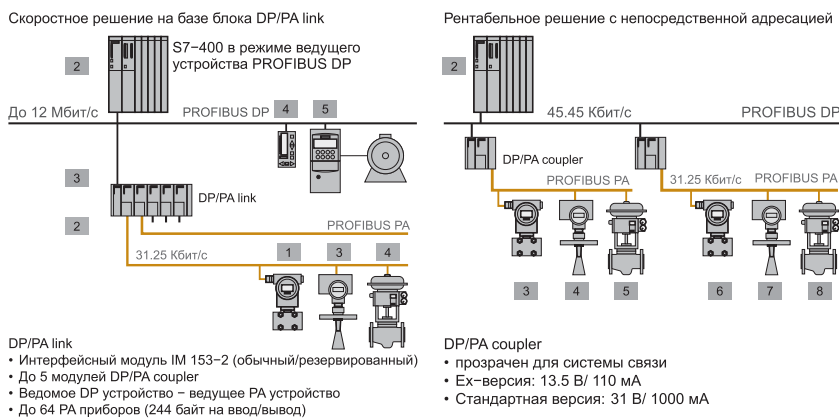 Скоростное решение на базе блока DP/PA link
S7−400 в режиме ведущего
устройства PROFIBUS DP
2
До 12 Мбит/с
PROFIBUS DP
4
5
3
DP/PA link
2
PROFIBUS PA
31.25 Кбит/с
1
3
4
DP/PA link
• Интерфейсный модуль IM 153−2 (обычный/резервированный)
• До 5 модулей DP/PA coupler
• Ведомое DP устройство − ведущее PA устройство
• До 64 PA приборов (244 байт на ввод/вывод)
Рентабельное решение с непосредственной адресацией
2
45.45 Кбит/с
PROFIBUS DP
DP/PA coupler
PROFIBUS PA
31.25 Кбит/с
PROFIBUS PA
3
4
5
6
7
8
DP/PA coupler
• прозрачен для системы связи
• Ex−версия: 13.5 В/ 110 мА
• Стандартная версия: 31 В/ 1000 мА